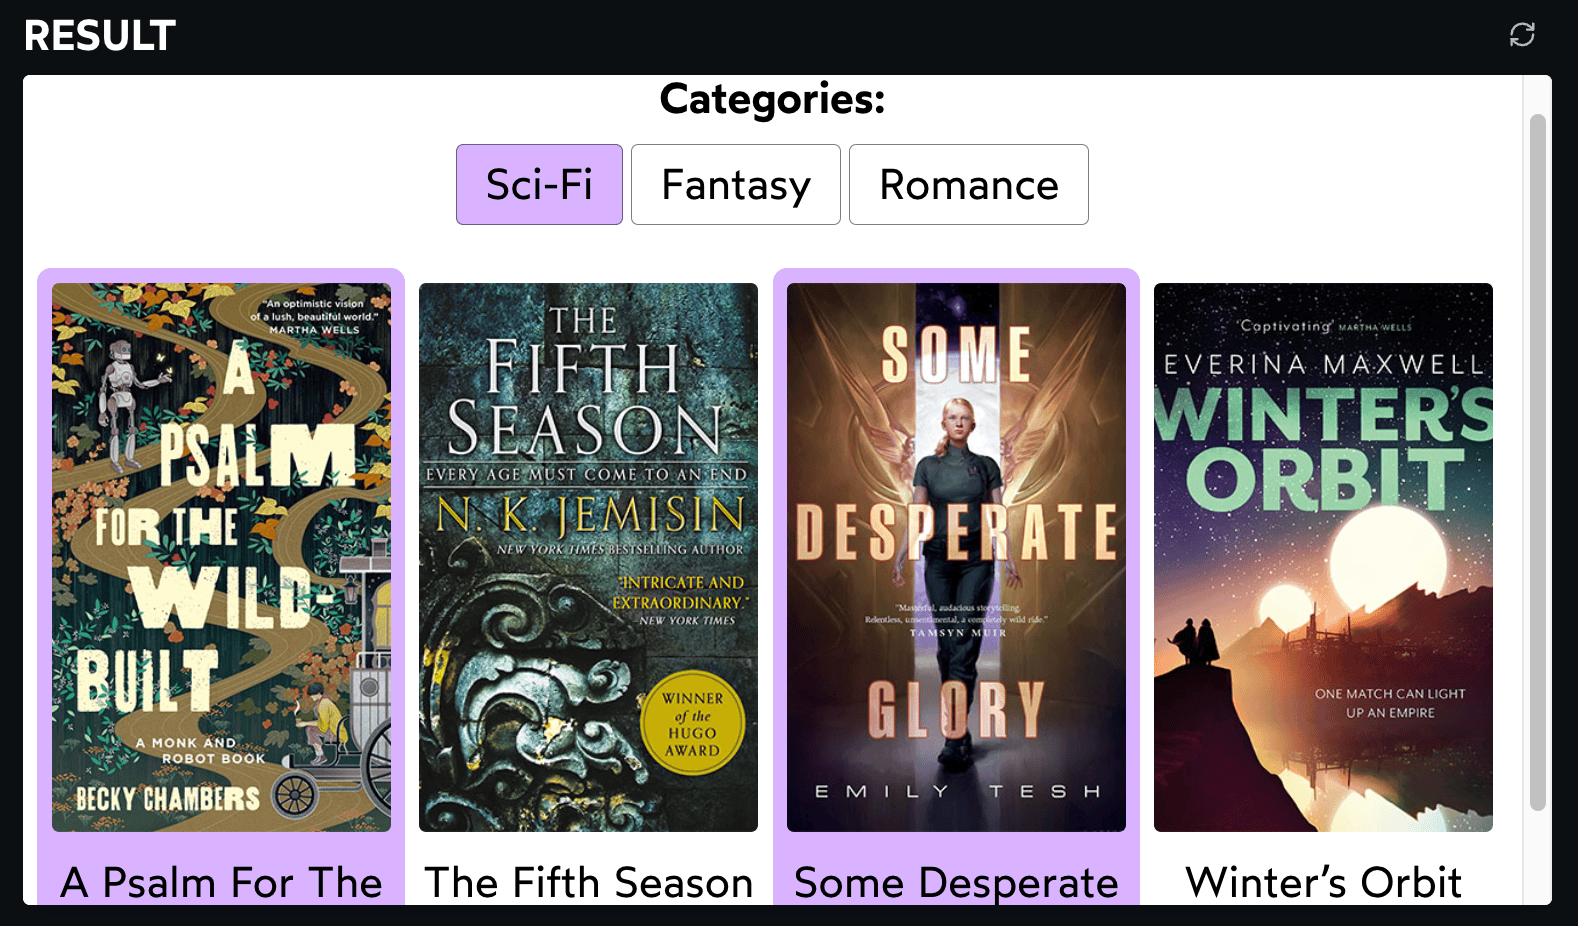 RESULT
Categories:
Sci-Fi
Fantasy
Romance
"An optimistic vision
of a lush, beautiful world."
MARTHA WELLS
A
PSALM
FOR THE
WILD-
BUILT
A MONK AND
ROBOT BOOK
BECKY CHAMBERS
A Psalm For The
THE
FIFTH
SEASON
EVERY AGE MUST COME TO AN END
N. K. JEMISIN
NEW YORK TIMES BESTSELLING AUTHOR
"INTRICATE AND
EXTRAORDINARY."
NEW YORK TIMES
WINNER
of the
HUGO
AWARD
The Fifth Season
SOME
DESPERATE
"Masterful, audacious storytelling.
Relentless, unsentimental, a completely wild ride."
TAMSYN MUIR
GLORY
EMILY TESH
Some Desperate
'Captivating' MARTHA WELLS
EVERINA MAXWELL
WINTER'S
ORBIT
ONE MATCH CAN LIGHT
UP AN EMPIRE
Winter’s Orbit